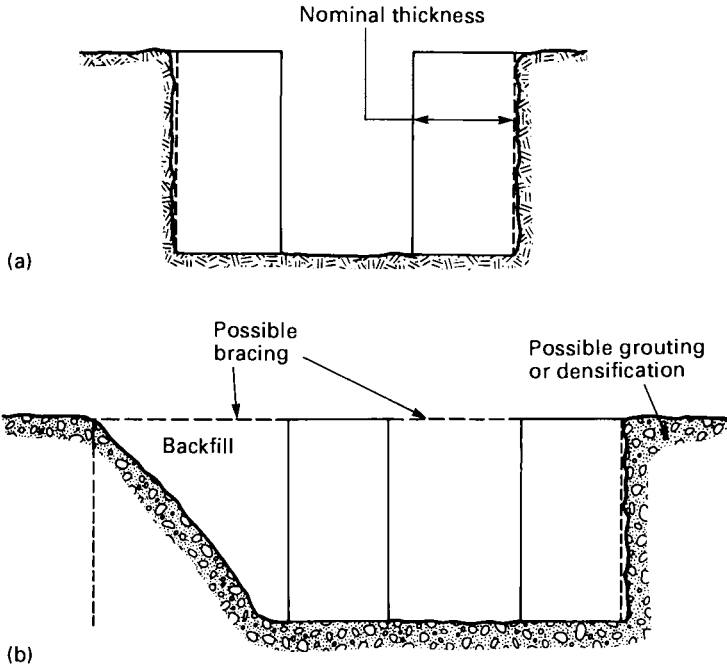 Nominal thickness
(a)
Possible
bracing
Possible grouting
or densification
Backfill
(b)